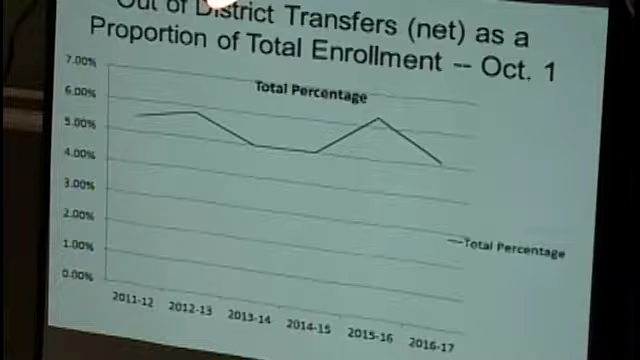 Out of District Transfers (net) as a
Proportion of Total Enrollment -- Oct. 1
Total Percentage
7.00%
6.00%
5.00%
4.00%
3.00%
2.00%
1.00%
0.00%
Total Percentage
2011-12 2012-13 2013-14 2014-15 2015-16 2016-17